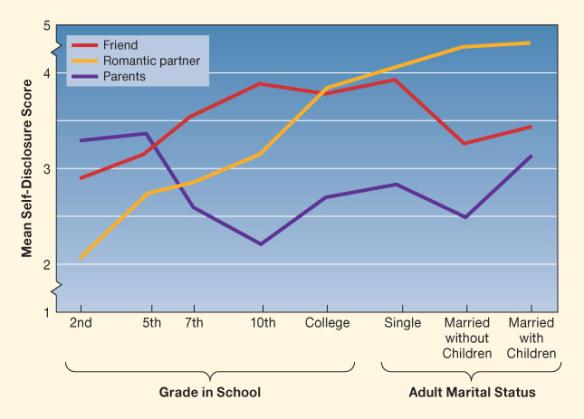 5
4
3
2
1
Mean Self-Disclosure Score
Friend
Romantic partner
Parents
2nd 5th 7th 10th College Single Married without Children Married with Children
Grade in School Adult Marital Status